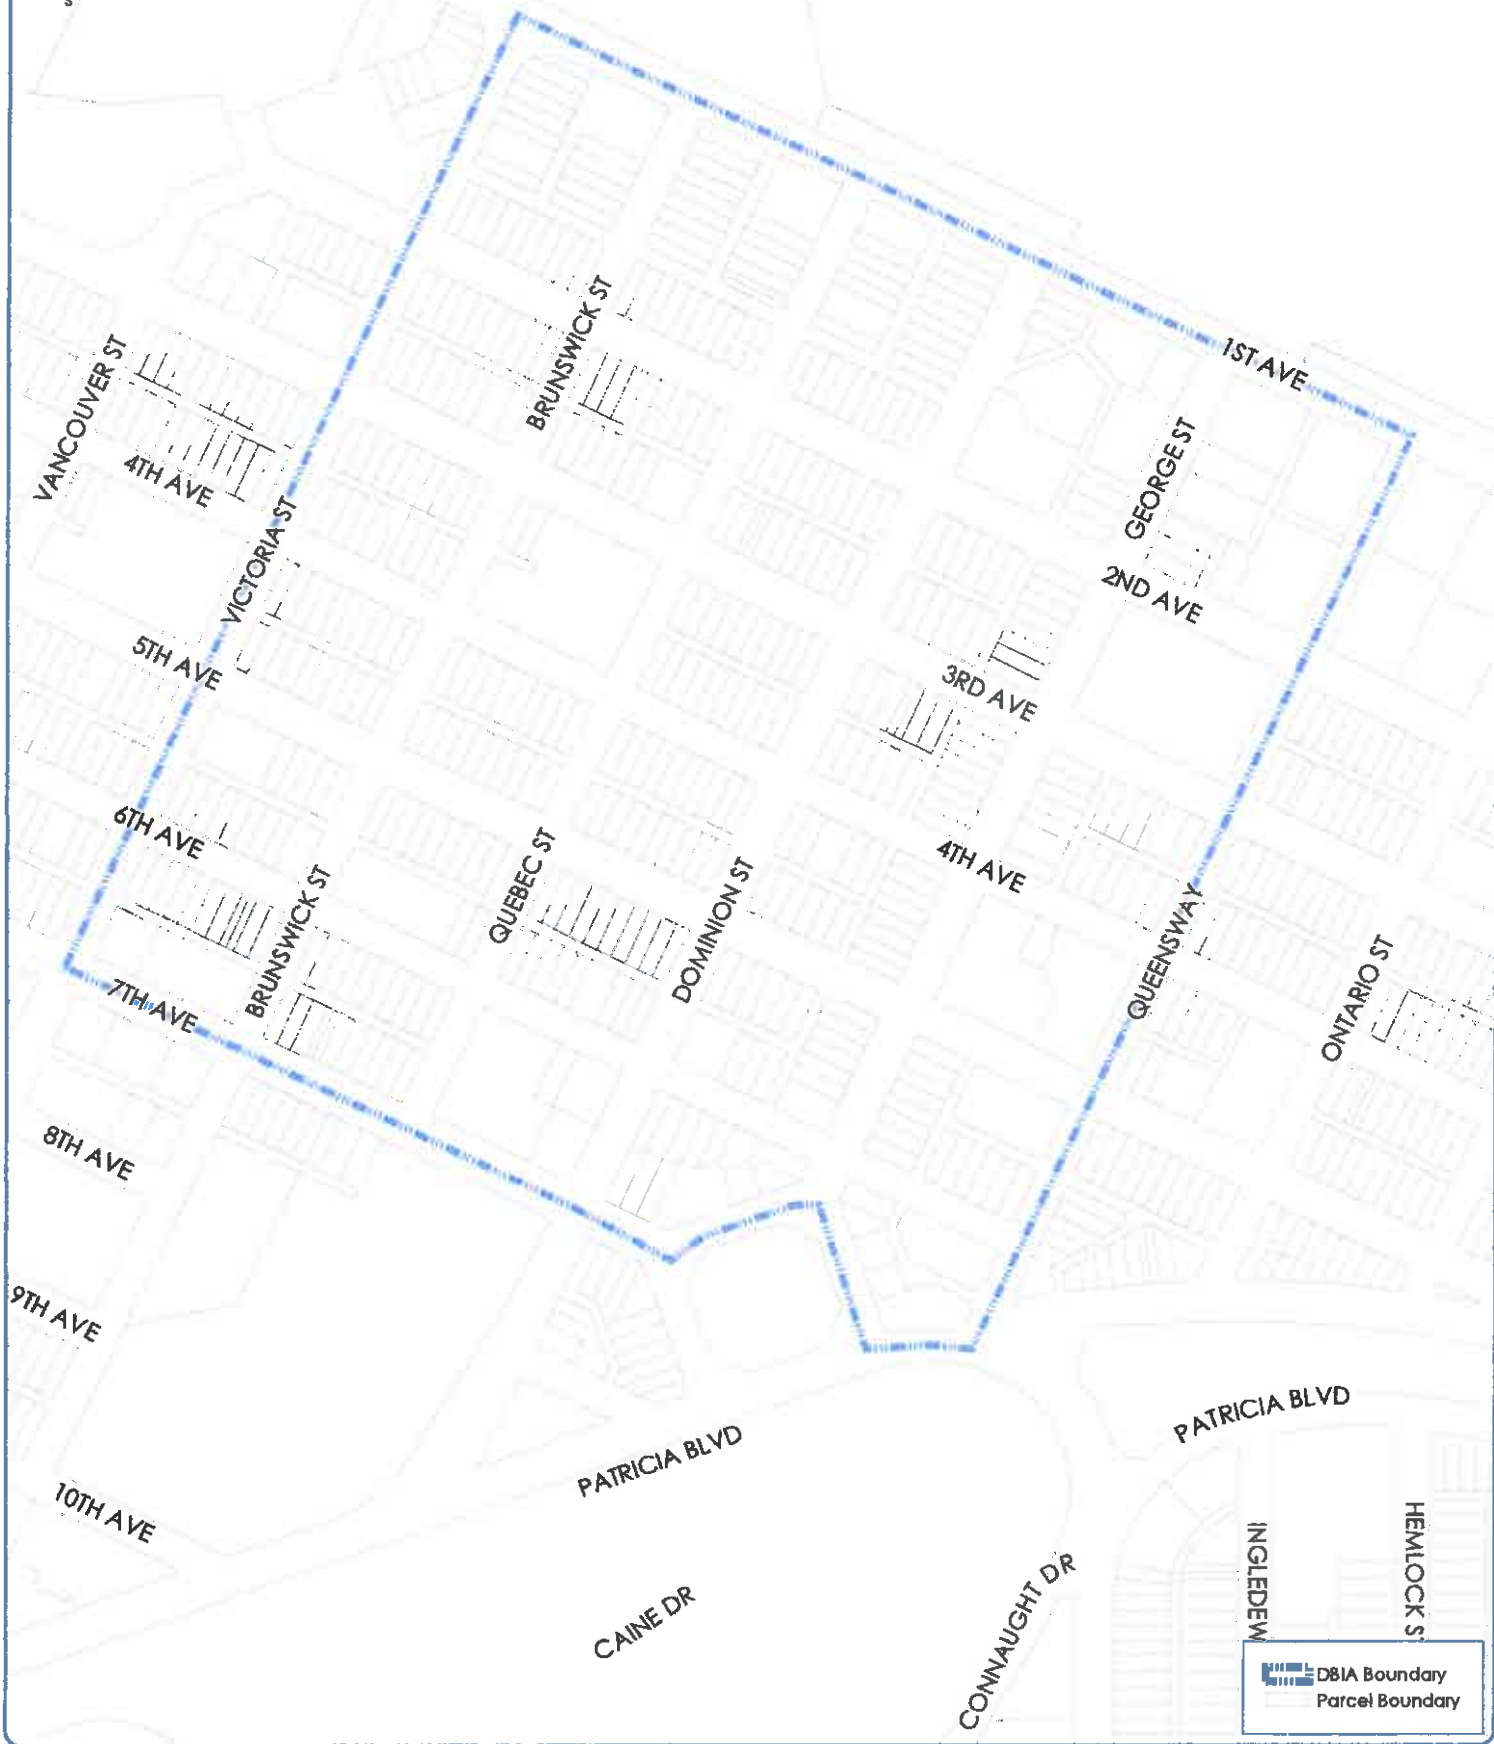 1ST AVE
BRUNSWICK ST
VANCOUVER ST
GEORGE ST
4TH AVE
VICTORIA ST
2ND AVE
5TH AVE
3RD AVE
6TH AVE
QUEBEC ST
4TH AVE
DOMINION ST
BRUNSWICK ST
QUEENSWAY
ONTARIO ST
7TH AVE
8TH AVE
9TH AVE
PATRICIA BLVD
PATRICIA BLVD
10TH AVE
CAINE DR
CONNAUGHT DR
INGLEDEW
HEMLOCK S
DBIA Boundary
Parcel Boundary